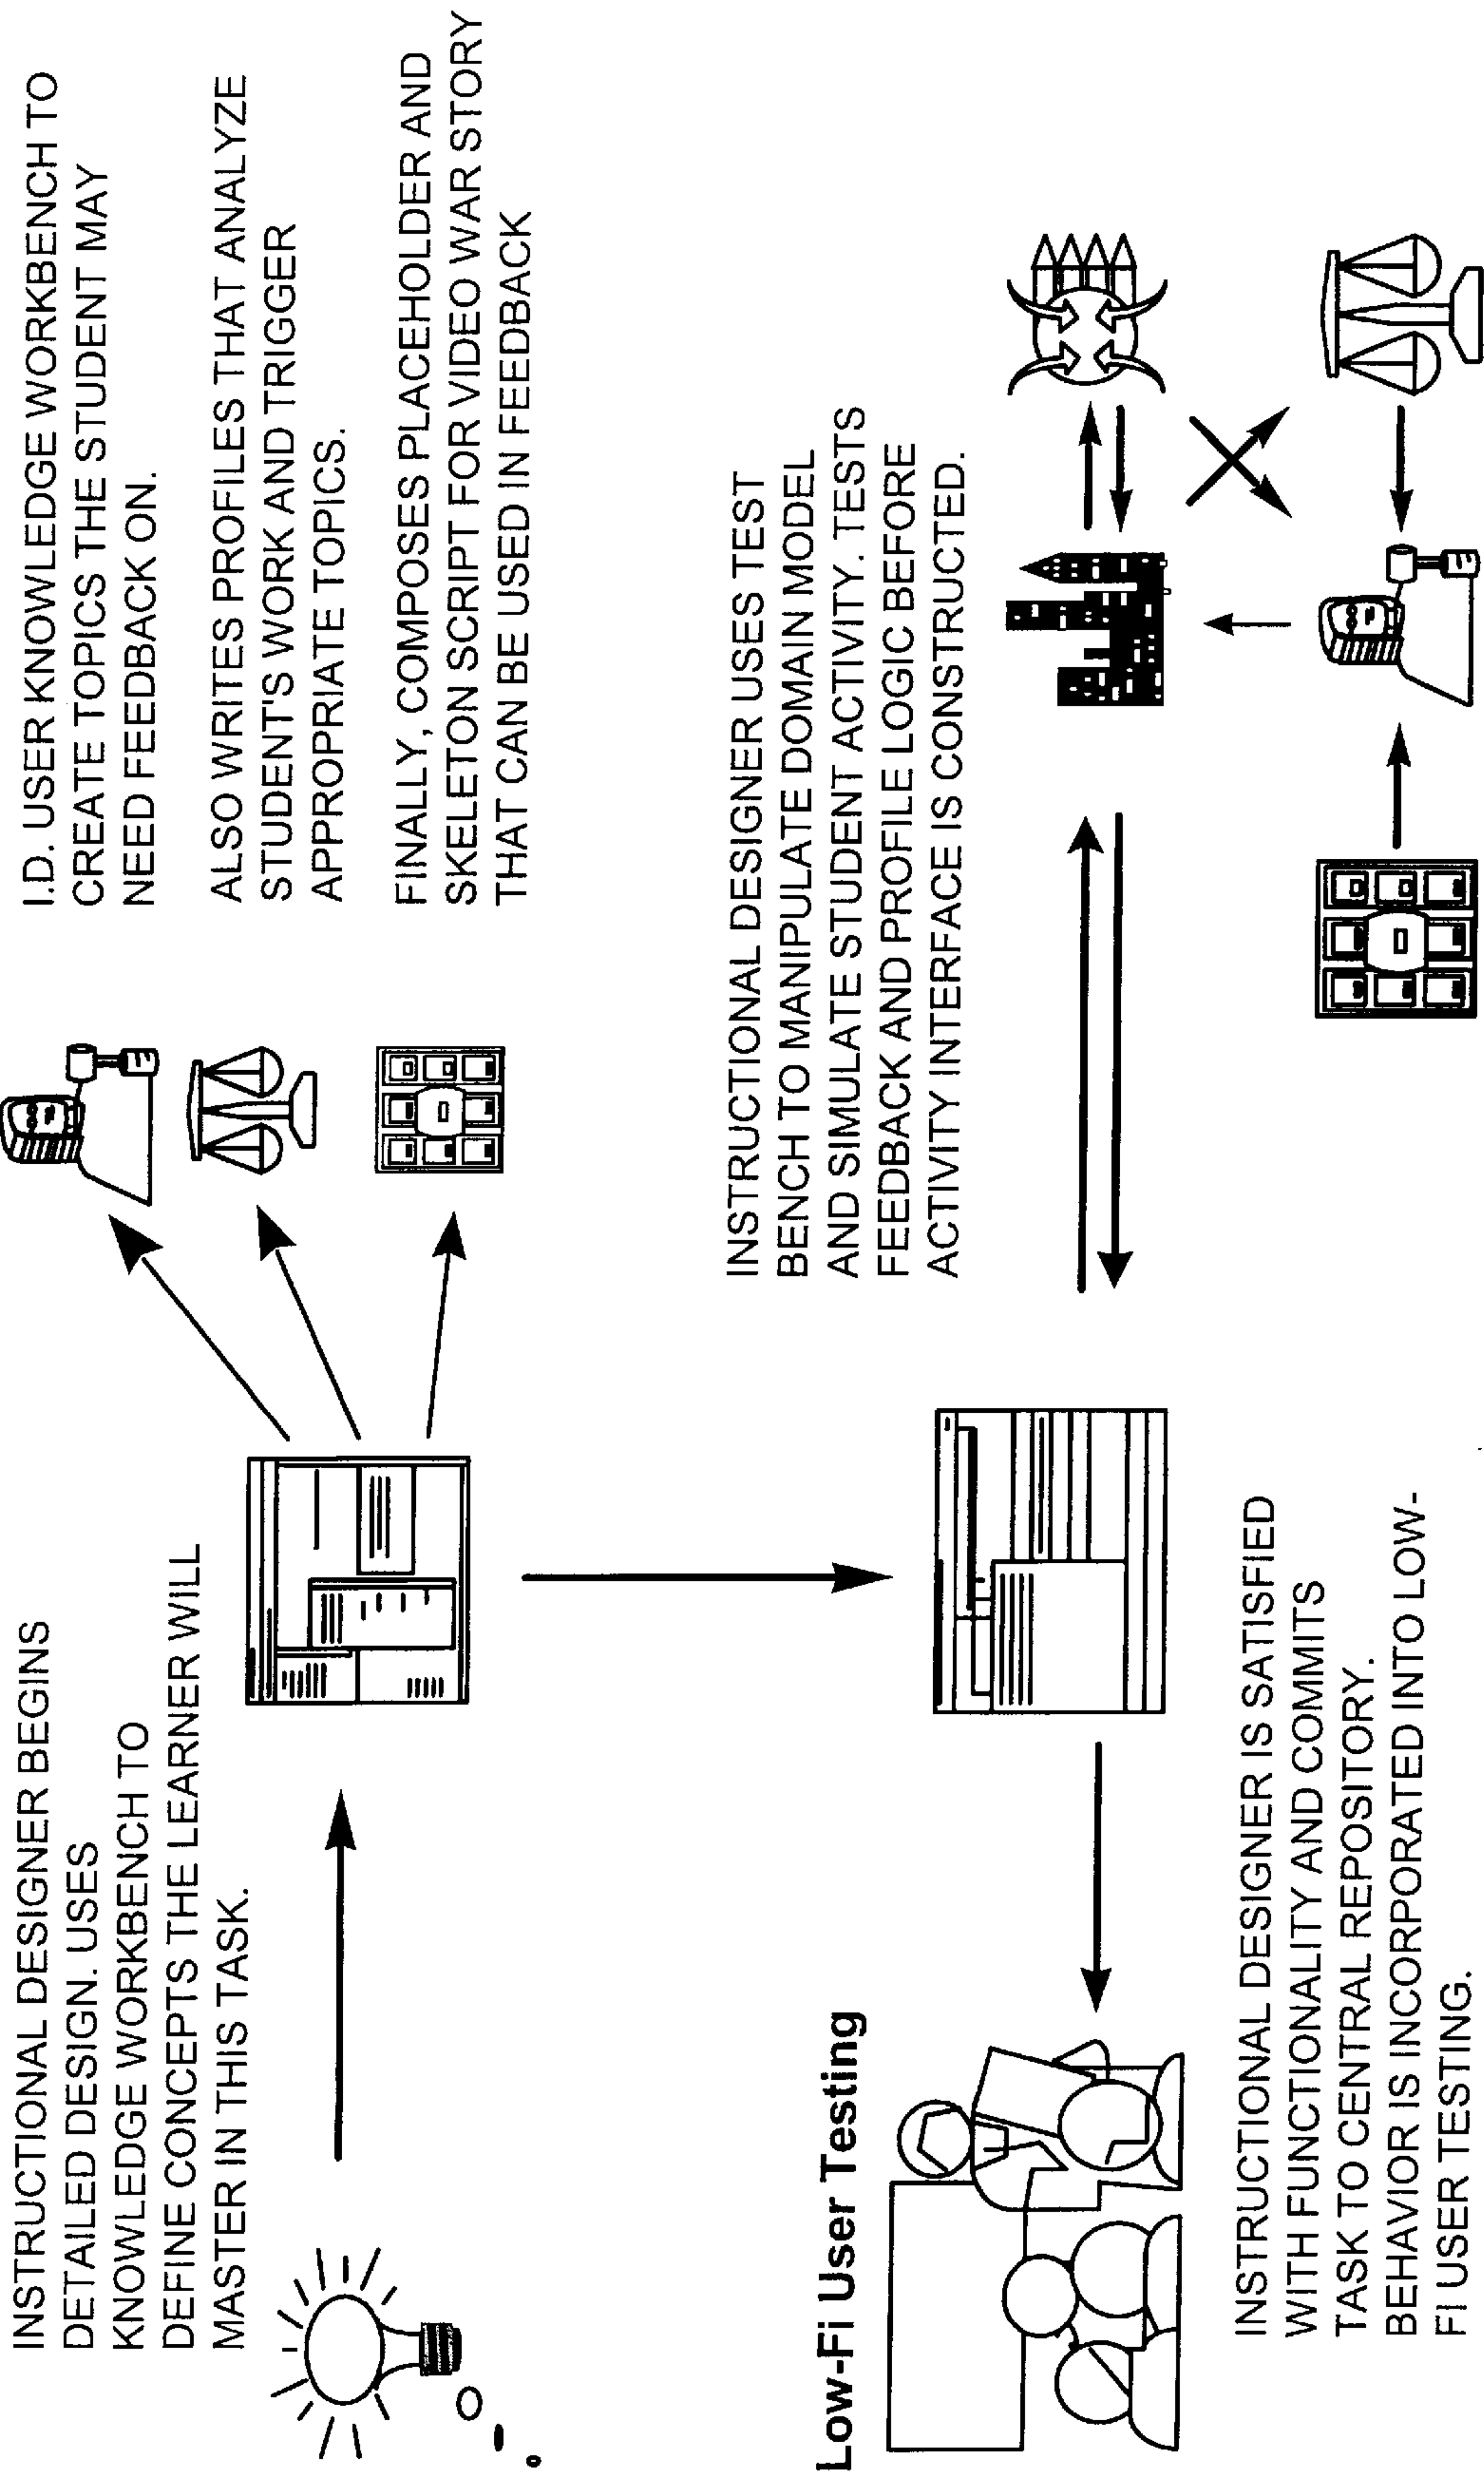 INSTRUCTIONAL DESIGNER BEGINS
DETAILED DESIGN. USES
KNOWLEDGE WORKBENCH TO
DEFINE CONCEPTS THE LEARNER WILL
MASTER IN THIS TASK.
I.D. USER KNOWLEDGE WORKBENCH TO
CREATE TOPICS THE STUDENT MAY
NEED FEEDBACK ON.
ALSO WRITES PROFILES THAT ANALYZE
STUDENT'S WORK AND TRIGGER
APPROPRIATE TOPICS.
FINALLY, COMPOSES PLACEHOLDER AND
SKELETON SCRIPT FOR VIDEO WAR STORY
THAT CAN BE USED IN FEEDBACK
INSTRUCTIONAL DESIGNER USES TEST
BENCH TO MANIPULATE DOMAIN MODEL
AND SIMULATE STUDENT ACTIVITY. TESTS
FEEDBACK AND PROFILE LOGIC BEFORE
ACTIVITY INTERFACE IS CONSTRUCTED.
Low-Fi User Testing
INSTRUCTIONAL DESIGNER IS SATISFIED
WITH FUNCTIONALITY AND COMMITS
TASK TO CENTRAL REPOSITORY.
BEHAVIOR IS INCORPORATED INTO LOW-
FI USER TESTING.